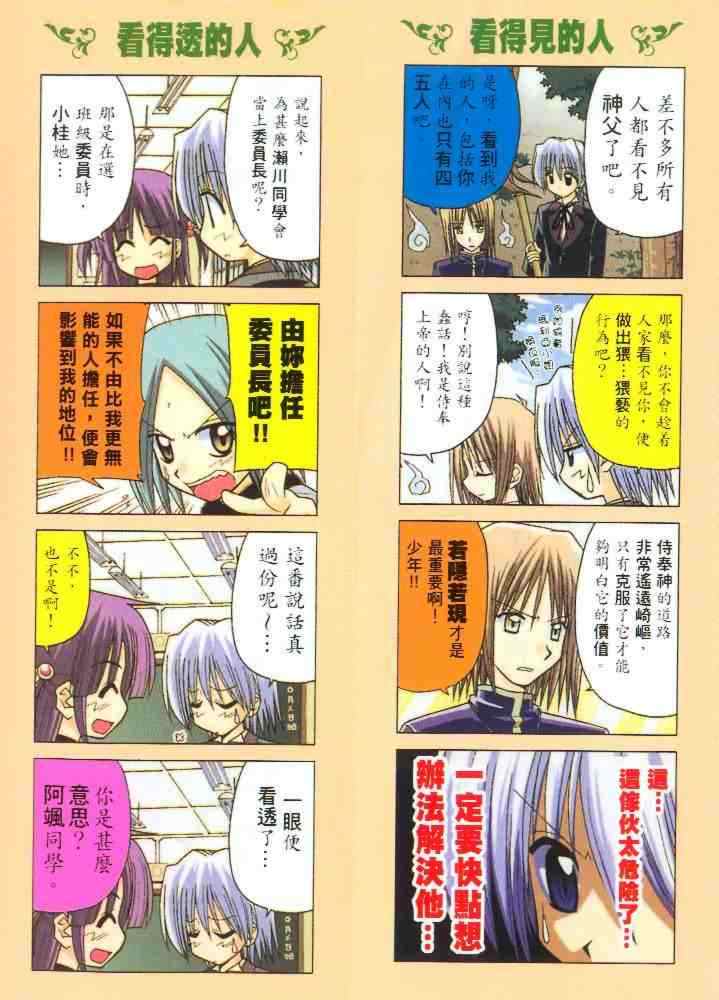 看得見的人
差不多所有
人都看不見
神父了吧。
是呀，看到我
的人，包括你
在內也只有四
五人吧。
那麼，你不會趁着
人家看不見你，便
做出猥…猥褻的
行為吧？
哼！別說這種
蠢話！我是侍奉
上帝的人啊！
侍奉神的道路
非常遙遠崎嶇，
只有克服了它才能
夠明白它的價值。
若隱若現才是
最重要啊！
少年！！
這…
這傢伙太危險了…
一定要快點想
辦法解決他…
看得透的人
說起來，
為甚麼瀨川同學會
當上委員長呢？
那是在選
班級委員時，
小桂她…
由妳擔任
委員長吧！！
如果不由比我更無
能的人擔任，便會
影響到我的地位！！
這番說話真
過份呢～…
不不，
也不是啊！
一眼便
看透了…
你是甚麼
意思？
阿颯同學。